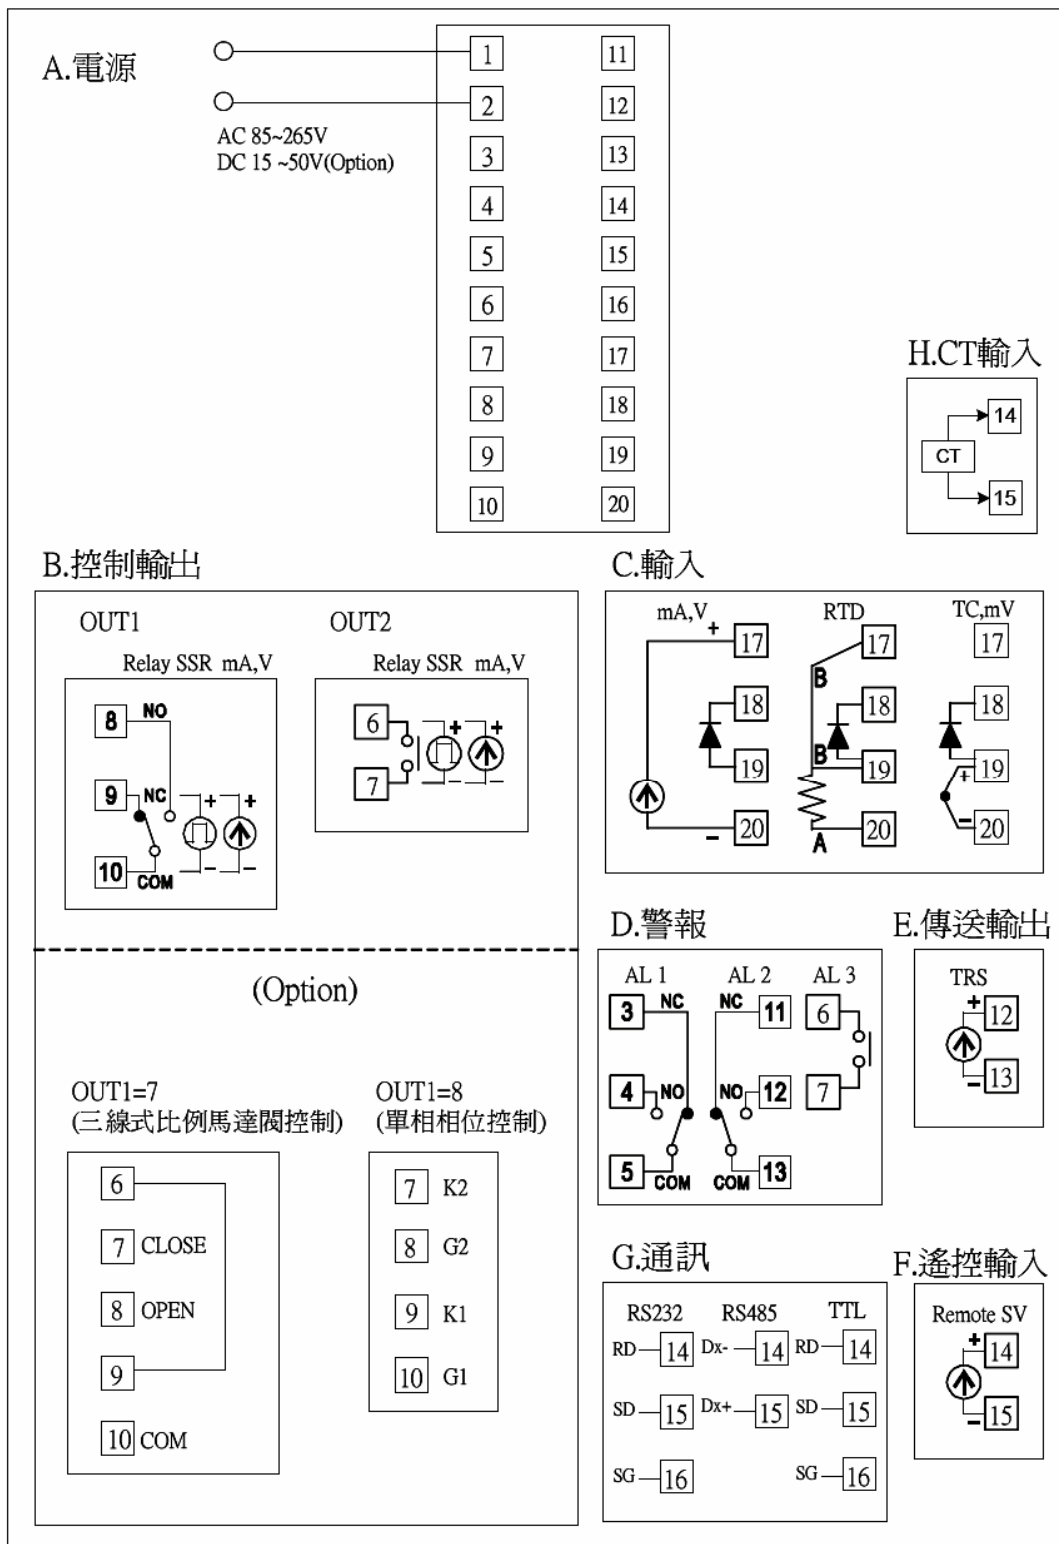 A.電源
AC 85~265V
DC 15 ~50V(Option)
1 11
2 12
3 13
4 14
5 15
6 16
7 17
8 18
9 19
10 20
H.CT輸入
14
CT
15
B.控制輸出
OUT1
Relay SSR mA,V
8 NO
9 NC + +
10 COM − −
OUT2
Relay SSR mA,V
6 + +
7 − −
(Option)
OUT1=7
(三線式比例馬達閥控制)
6
7 CLOSE
8 OPEN
9
10 COM
OUT1=8
(單相相位控制)
7 K2
8 G2
9 K1
10 G1
C.輸入
mA,V RTD TC,mV
+ 17 17 17
B
18 18 18
B
19 19 + 19
− 20 A 20 − 20
D.警報
AL 1 AL 2 AL 3
3 NC NC 11 6
4 NO NO 12 7
5 COM COM 13
E.傳送輸出
TRS
+ 12
− 13
G.通訊
RS232 RS485 TTL
RD 14 Dx- 14 RD 14
SD 15 Dx+ 15 SD 15
SG 16 SG 16
F.遙控輸入
Remote SV
+ 14
− 15